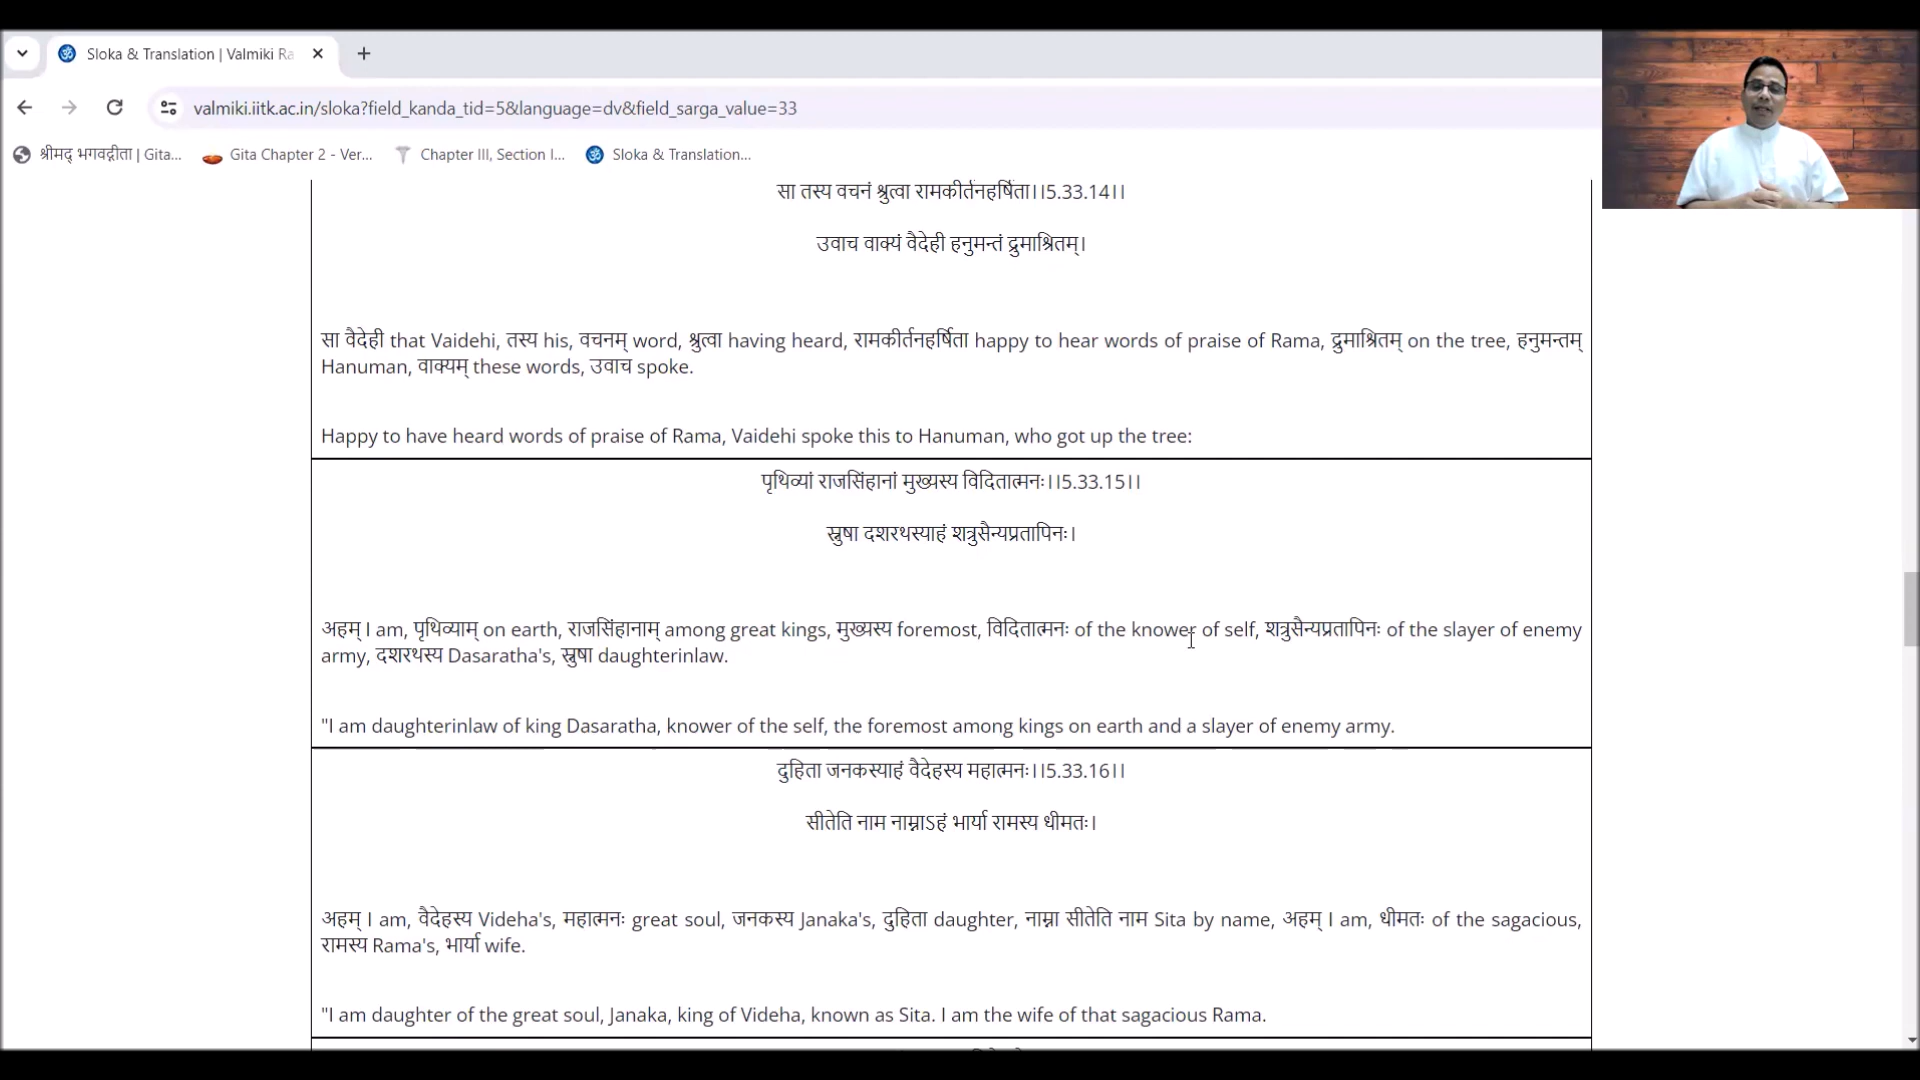 Sloka & Translation | Valmiki Ra
valmiki.iitk.ac.in/sloka?field_kanda_tid=5&language=dv&field_sarga_value=33
श्रीमद् भगवद्गीता | Gita...
Gita Chapter 2 - Ver...
Chapter III, Section I...
Sloka & Translation...
सा तस्य वचनं श्रुत्वा रामकीर्तनहर्षिता।।5.33.14।।
उवाच वाक्यं वैदेही हनुमन्तं द्रुमाश्रितम्।
सा वैदेही that Vaidehi, तस्य his, वचनम् word, श्रुत्वा having heard, रामकीर्तनहर्षिता happy to hear words of praise of Rama, द्रुमाश्रितम् on the tree, हनुमन्तम्
Hanuman, वाक्यम् these words, उवाच spoke.
Happy to have heard words of praise of Rama, Vaidehi spoke this to Hanuman, who got up the tree:
पृथिव्यां राजसिंहानां मुख्यस्य विदितात्मनः।।5.33.15।।
स्नुषा दशरथस्याहं शत्रुसैन्यप्रतापिनः।
अहम् I am, पृथिव्याम् on earth, राजसिंहानाम् among great kings, मुख्यस्य foremost, विदितात्मनः of the knower of self, शत्रुसैन्यप्रतापिनः of the slayer of enemy
army, दशरथस्य Dasaratha's, स्नुषा daughterinlaw.
"I am daughterinlaw of king Dasaratha, knower of the self, the foremost among kings on earth and a slayer of enemy army.
दुहिता जनकस्याहं वैदेहस्य महात्मनः।।5.33.16।।
सीतेति नाम नाम्नाऽहं भार्या रामस्य धीमतः।
अहम् I am, वैदेहस्य Videha's, महात्मनः great soul, जनकस्य Janaka's, दुहिता daughter, नाम्ना सीतेति नाम Sita by name, अहम् I am, धीमतः of the sagacious,
रामस्य Rama's, भार्या wife.
"I am daughter of the great soul, Janaka, king of Videha, known as Sita. I am the wife of that sagacious Rama.